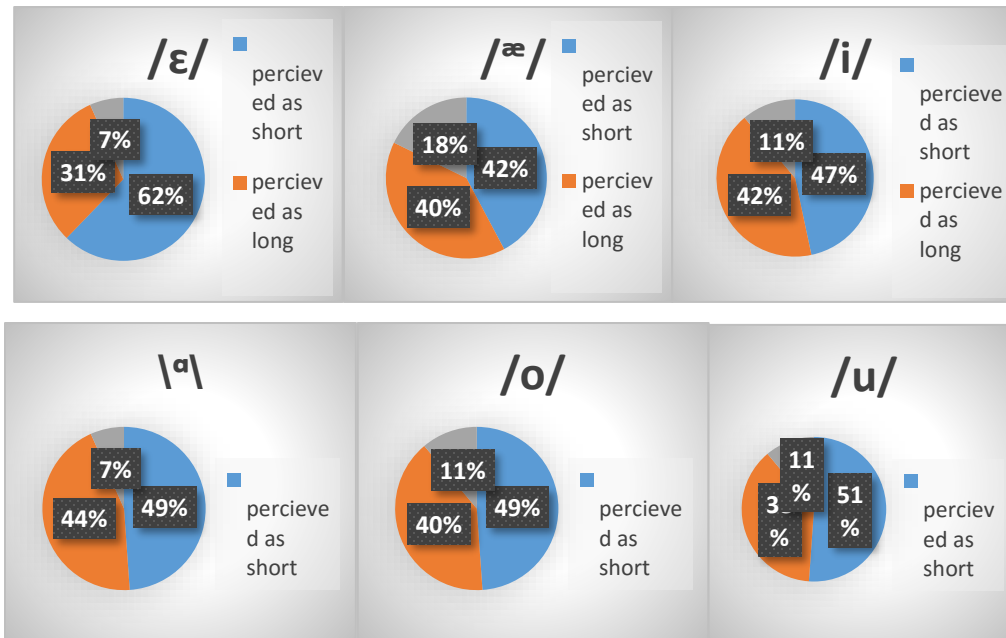 /ɛ/
perciev
ed as
short
perciev
ed as
long
7%
31%
62%
/æ/
perciev
ed as
short
perciev
ed as
long
18%
42%
40%
/i/
percieve
d as
short
percieve
d as
long
11%
47%
42%
\ɑ\
percieve
d as
short
7%
49%
44%
/o/
percieve
d as
short
11%
49%
40%
/u/
perciev
ed as
short
11
%
51
%
%